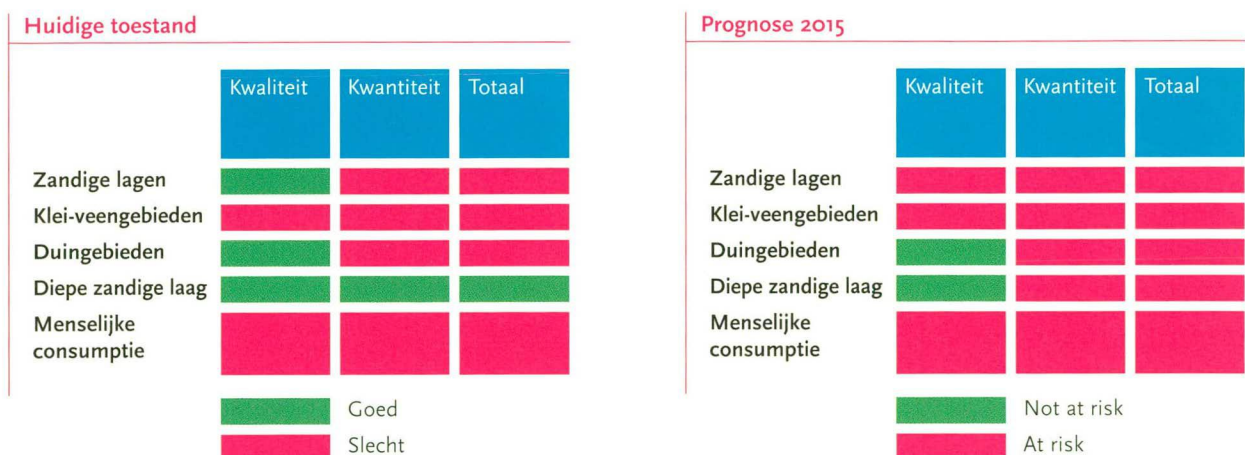 Huidige toestand
Kwaliteit Kwantiteit Totaal
Zandige lagen
Klei-veengebieden
Duingebieden
Diepe zandige laag
Menselijke
consumptie
Goed
Slecht
Prognose 2015
Kwaliteit Kwantiteit Totaal
Zandige lagen
Klei-veengebieden
Duingebieden
Diepe zandige laag
Menselijke
consumptie
Not at risk
At risk